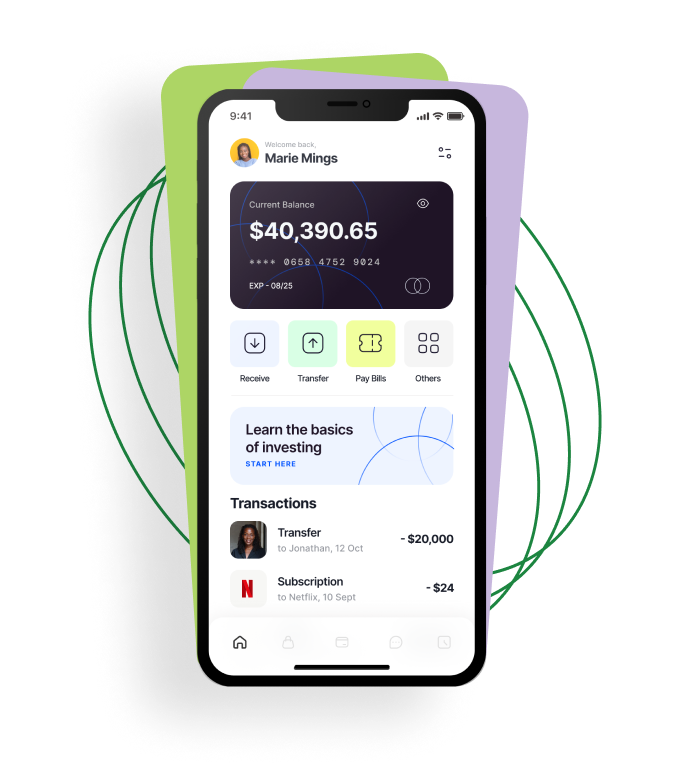 9:41
Welcome back,
Marie Mings
Current Balance
$40,390.65
**** 0658 4752 9024
EXP - 08/25
Receive
Transfer
Pay Bills
Others
Learn the basics
of investing
START HERE
Transactions
Transfer
- $20,000
to Jonathan, 12 Oct
N
Subscription
- $24
to Netflix, 10 Sept